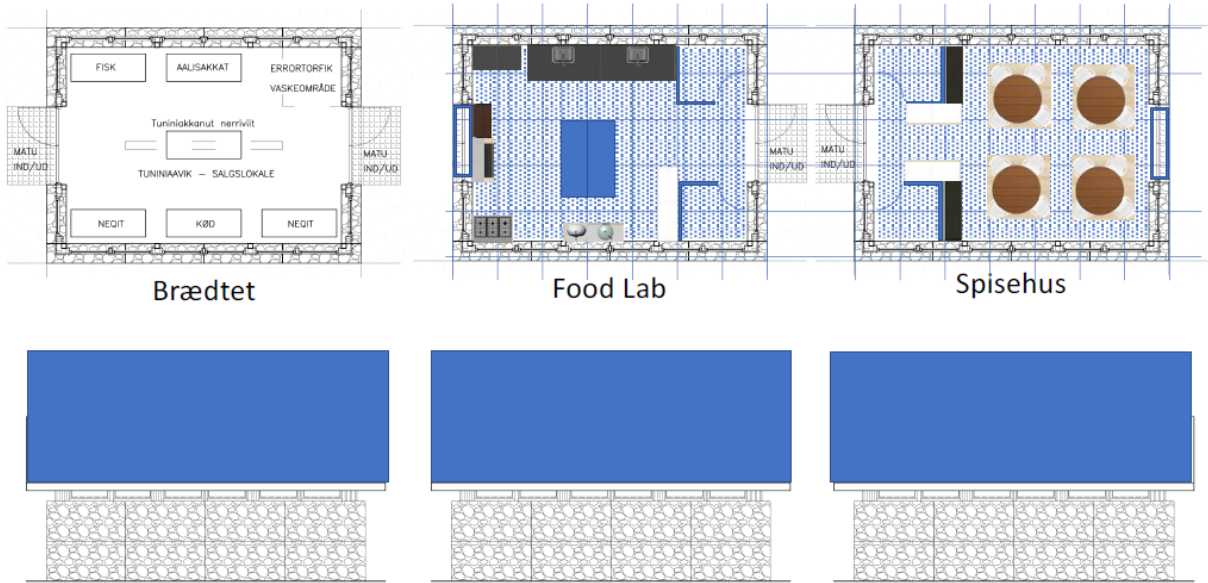 FISK
AALISAKKAT
ERRORTORFIK
VASKEOMRÅDE
Tuniniakkanut nerriviit
MATU
IND/UD
MATU
IND/UD
TUNINIAAVIK – SALGSLOKALE
NEQIT
KØD
NEQIT
MATU
IND/UD
MATU
IND/UD
Brædtet
Food Lab
Spisehus